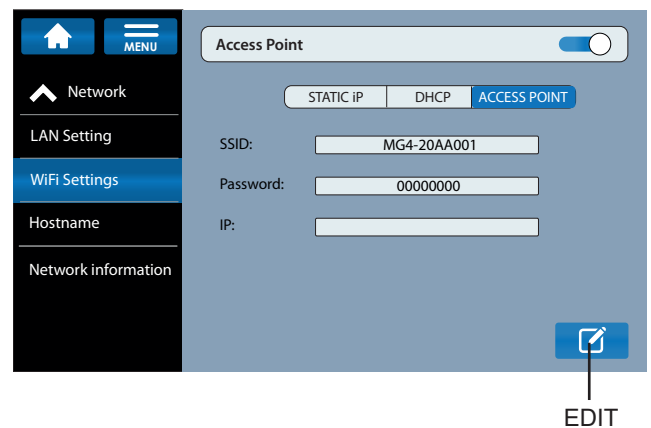 MENU
Access Point
Network
STATIC iP DHCP ACCESS POINT
LAN Setting
SSID: MG4-20AA001
WiFi Settings
Password: 00000000
Hostname
IP:
Network information
EDIT